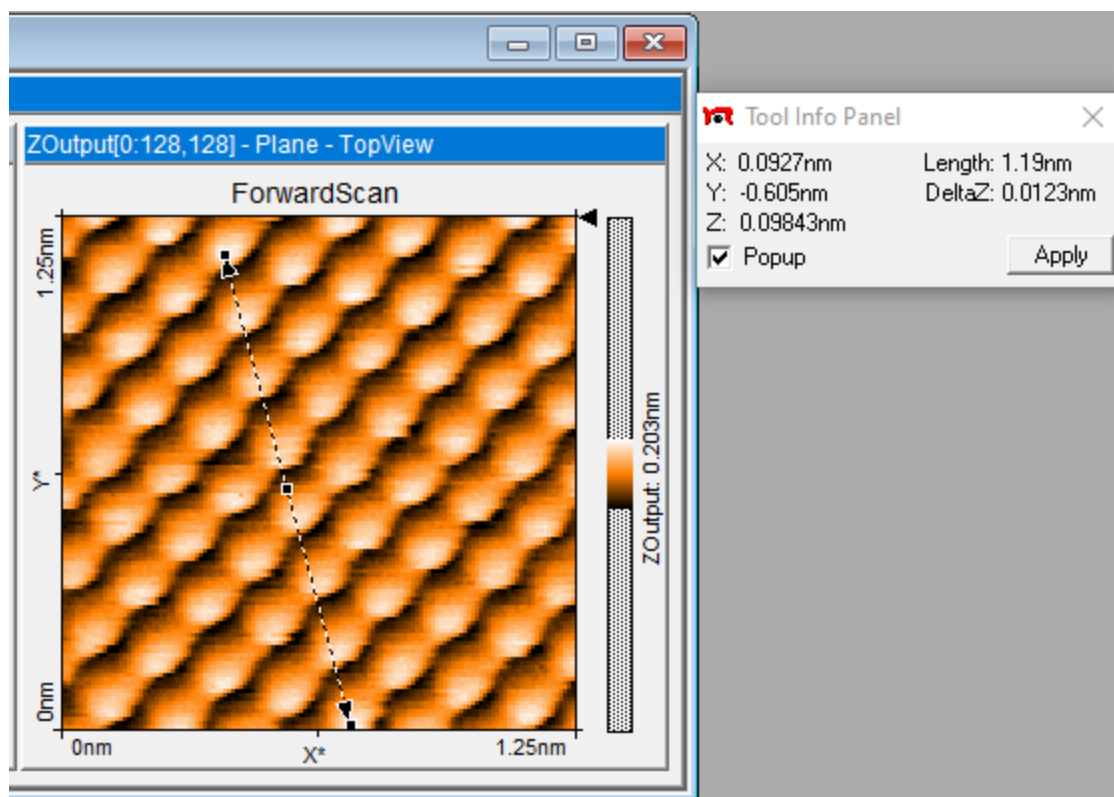 ZOutput[0:128,128] - Plane - TopView
ForwardScan
1.25nm
Y*
0nm
0nm
X*
1.25nm
ZOutput: 0.203nm
Tool Info Panel
X: 0.0927nm Length: 1.19nm
Y: -0.605nm DeltaZ: 0.0123nm
Z: 0.09843nm
Popup Apply